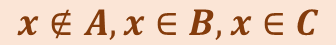 x ∉ A, x ∈ B, x ∈ C